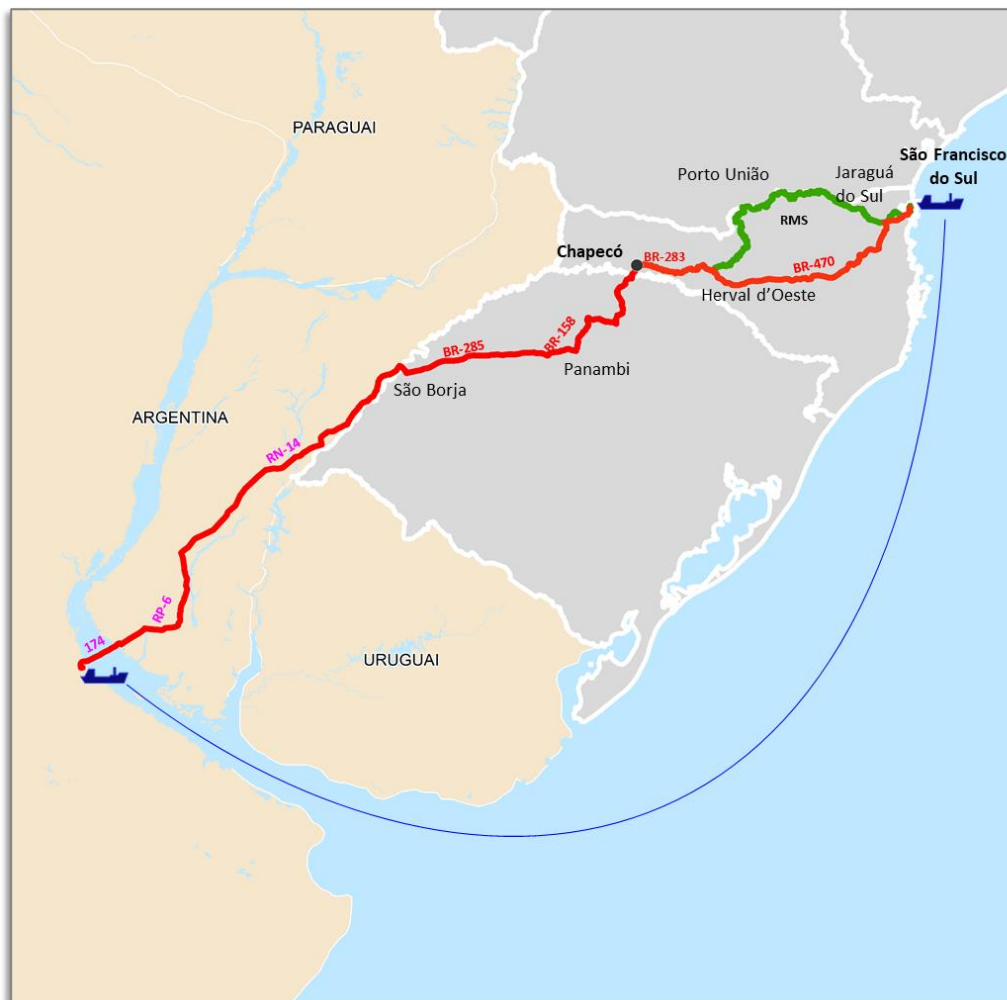 PARAGUAI
São Francisco
do Sul
Porto União
Jaraguá
do Sul
RMS
Chapecó
BR-283
BR-470
Herval d’Oeste
BR-158
BR-285
Panambi
São Borja
ARGENTINA
RN-14
RP-6
174
URUGUAI